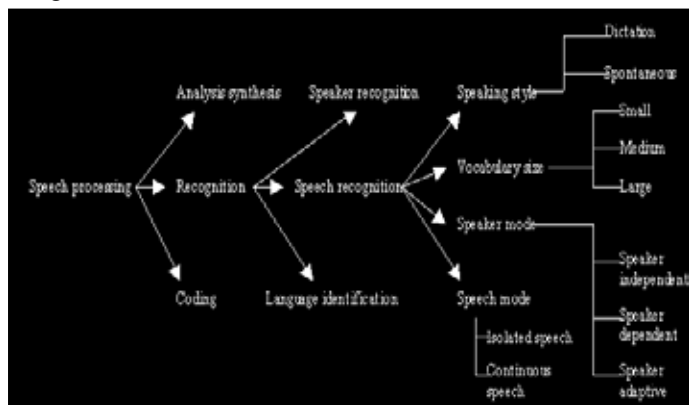 Dictation
Spontaneous
Analysis synthesis
Speaker recognition
Speaking style
Small
Medium
Large
Vocabulary size
Speech processing
Recognition
Speech recognition
Speaker mode
Speaker
independent
Speaker
dependent
Speaker
adaptive
Coding
Language identification
Speech mode
Isolated speech
Continuous
speech